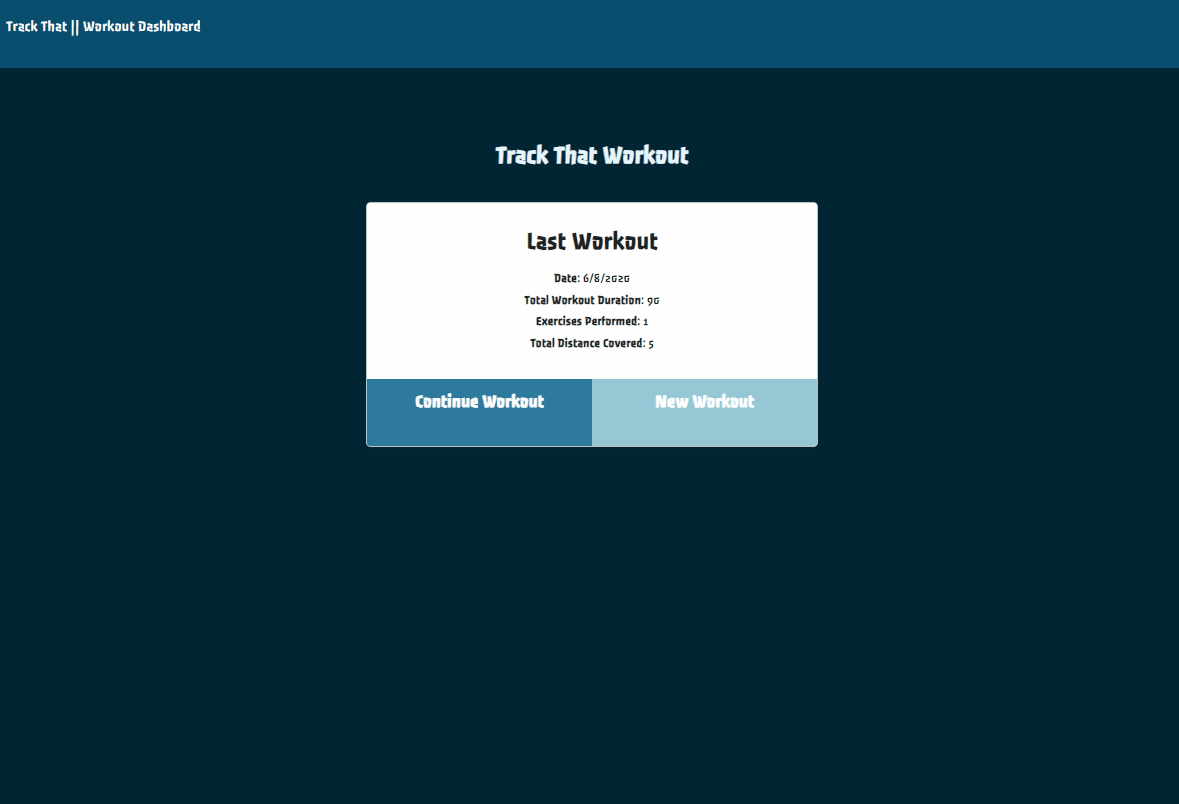 Track That || Workout Dashboard
Track That Workout
Last Workout
Date: 6/8/2020
Total Workout Duration: 90
Exercises Performed: 1
Total Distance Covered: 5
Continue Workout
New Workout